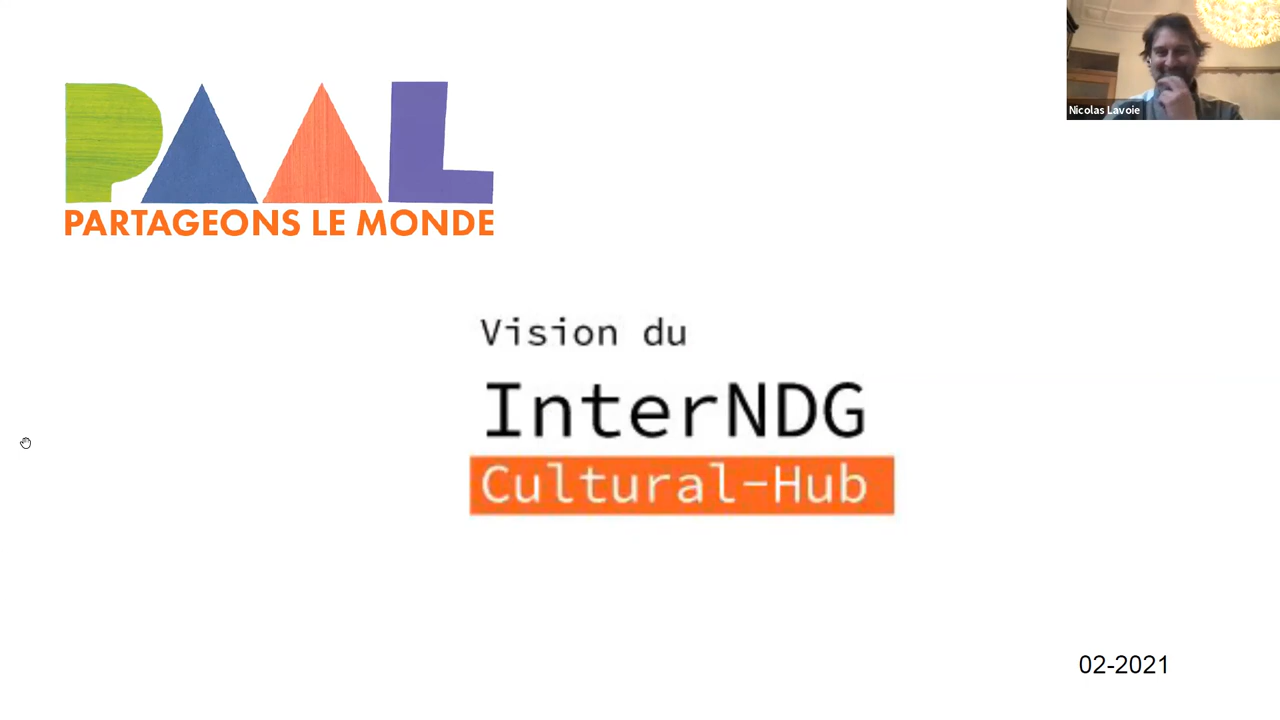 PAAL
PARTAGEONS LE MONDE
Nicolas Lavoie
Vision du
InterNDG
Cultural-Hub
02-2021